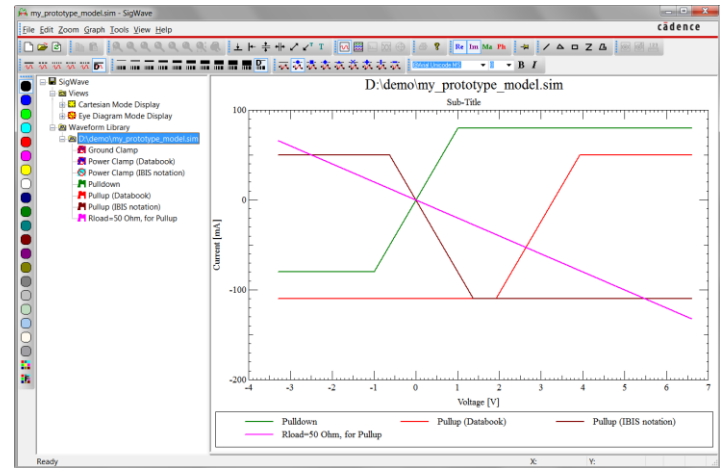 my_prototype_model.sim - SigWave
File Edit Zoom Graph Tools View Help
cādence
Re Im Ma Ph
B I
SigWave
Views
Cartesian Mode Display
Eye Diagram Mode Display
Waveform Library
D:\demo\my_prototype_model.sim
Ground Clamp
Power Clamp (Databook)
Power Clamp (IBIS notation)
Pulldown
Pullup (Databook)
Pullup (IBIS notation)
Rload=50 Ohm, for Pullup
D:\demo\my_prototype_model.sim
Sub-Title
100
0
-100
-200
Current [mA]
-4 -3 -2 -1 0 1 2 3 4 5 6 7
Voltage [V]
Pulldown Pullup (Databook) Pullup (IBIS notation)
Rload=50 Ohm, for Pullup
Ready X: Y: